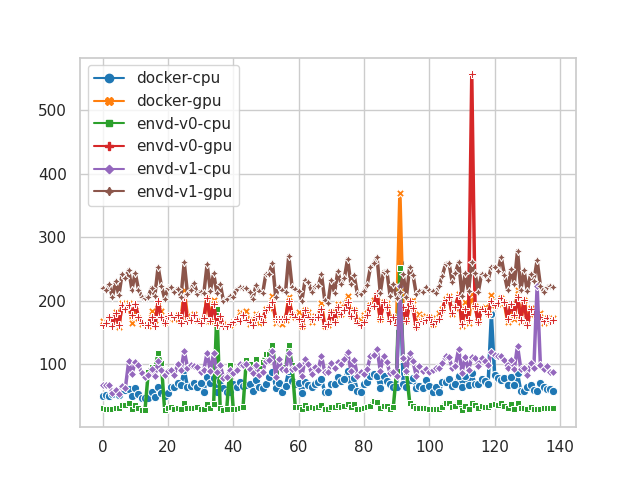 docker-cpu
docker-gpu
envd-v0-cpu
envd-v0-gpu
envd-v1-cpu
envd-v1-gpu
500
400
300
200
100
0 20 40 60 80 100 120 140